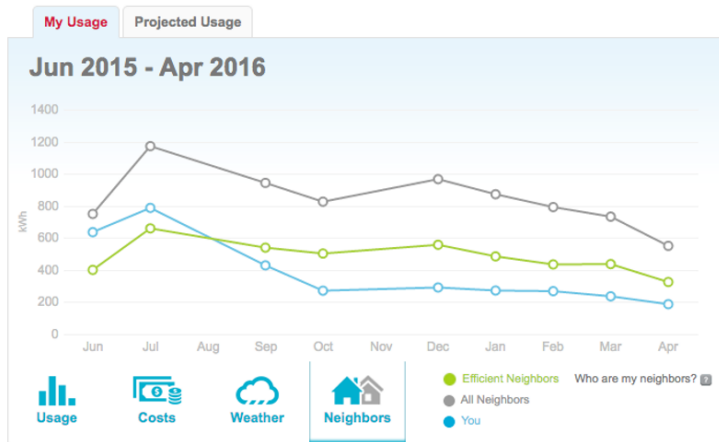 My Usage Projected Usage
Jun 2015 - Apr 2016
1400
1200
1000
800
600
400
200
0
kWh
Jun Jul Aug Sep Oct Nov Dec Jan Feb Mar Apr
Usage Costs Weather Neighbors
Efficient Neighbors Who are my neighbors? ?
All Neighbors
You